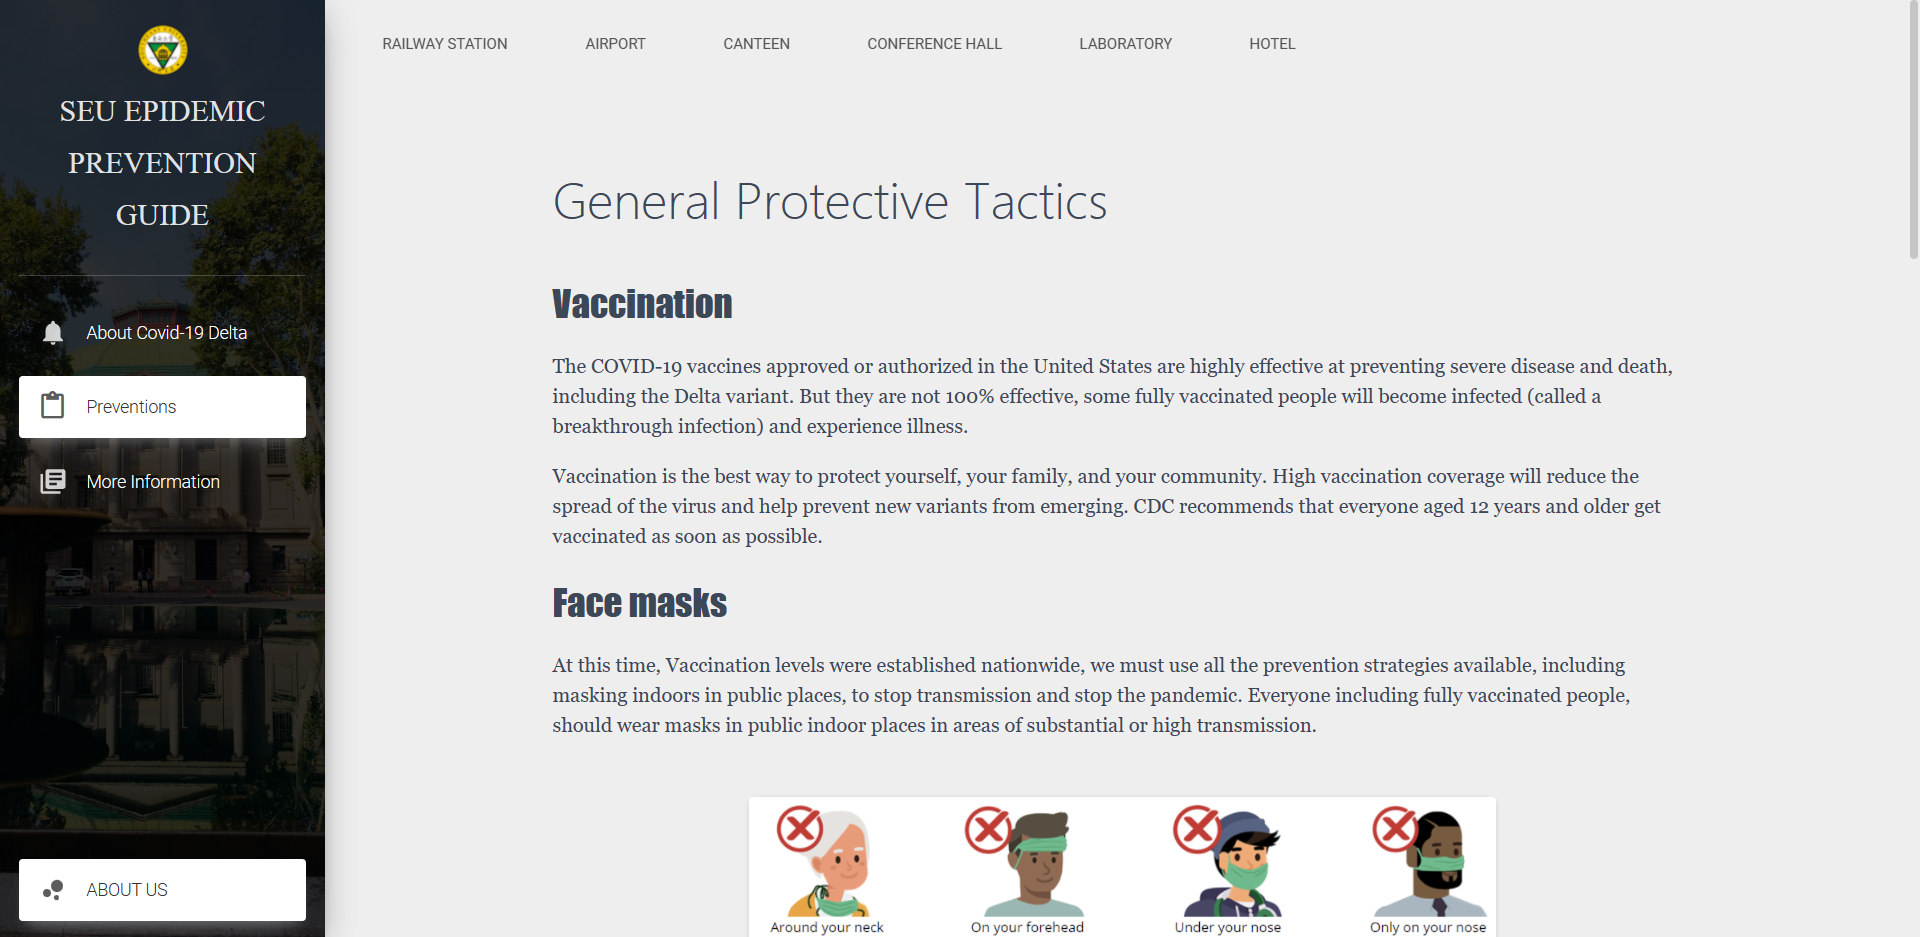 SEU EPIDEMIC
PREVENTION
GUIDE
About Covid-19 Delta
Preventions
More Information
ABOUT US
RAILWAY STATION
AIRPORT
CANTEEN
CONFERENCE HALL
LABORATORY
HOTEL
General Protective Tactics
Vaccination
The COVID-19 vaccines approved or authorized in the United States are highly effective at preventing severe disease and death,
including the Delta variant. But they are not 100% effective, some fully vaccinated people will become infected (called a
breakthrough infection) and experience illness.
Vaccination is the best way to protect yourself, your family, and your community. High vaccination coverage will reduce the
spread of the virus and help prevent new variants from emerging. CDC recommends that everyone aged 12 years and older get
vaccinated as soon as possible.
Face masks
At this time, Vaccination levels were established nationwide, we must use all the prevention strategies available, including
masking indoors in public places, to stop transmission and stop the pandemic. Everyone including fully vaccinated people,
should wear masks in public indoor places in areas of substantial or high transmission.
Around your neck
On your forehead
Under your nose
Only on your nose